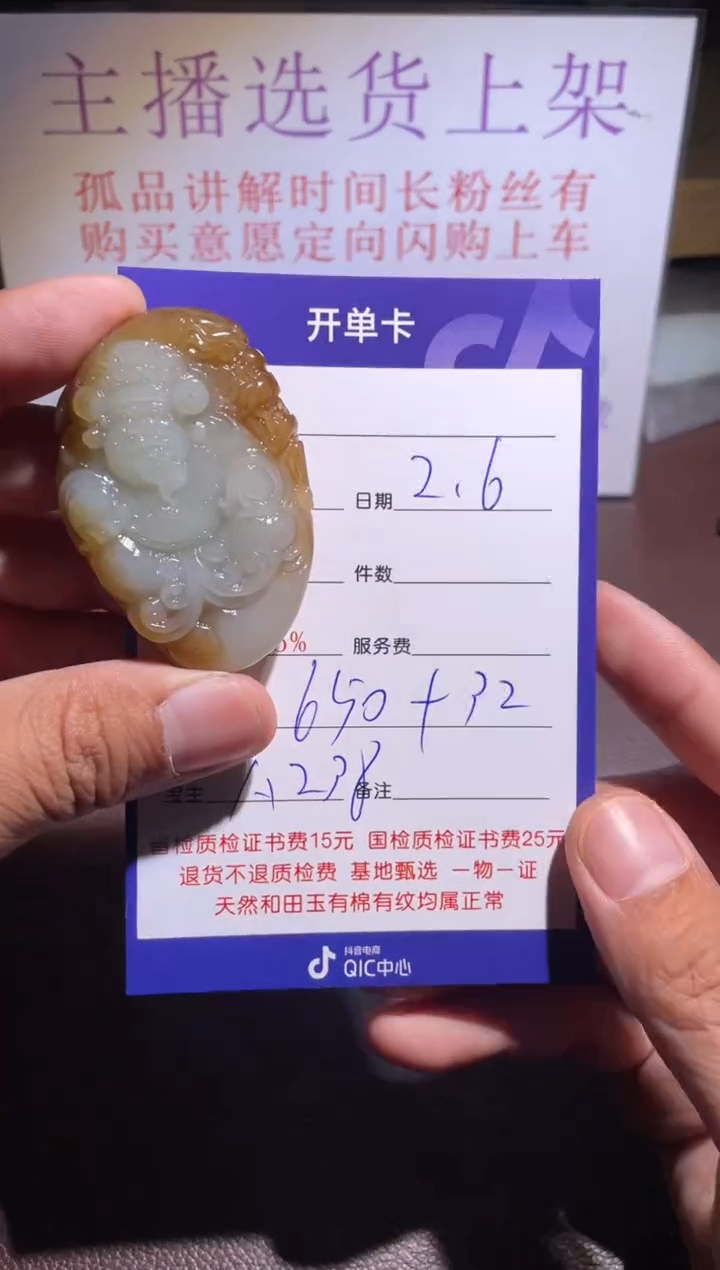 主播选货上架
孤品讲解时间长粉丝有
购买意愿定向闪购上车
开单卡
日期 2.6
件数
5% 服务费
650+32
备注
省检质检证书费15元 国检质检证书费25元
退货不退质检费 基地甄选 一物一证
天然和田玉有棉有纹均属正常
抖音电商
QIC中心